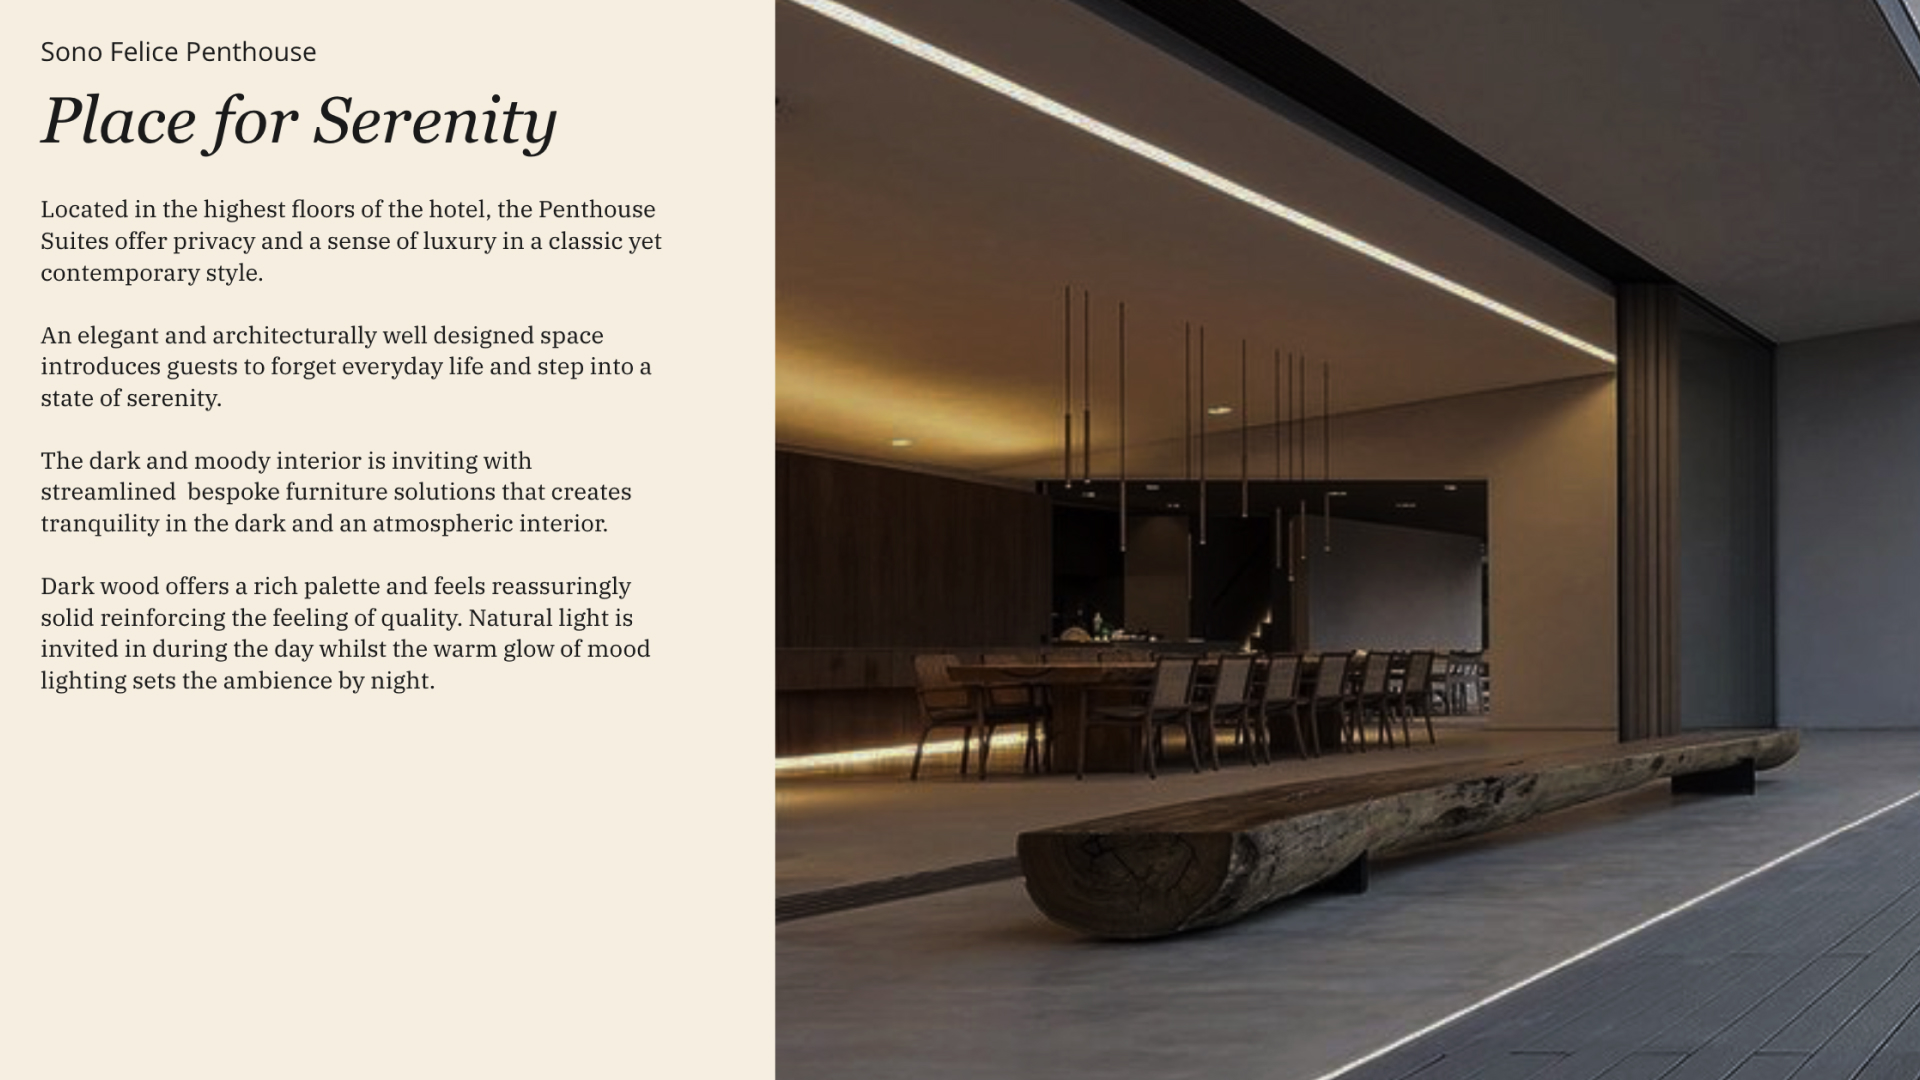 Sono Felice Penthouse
Place for Serenity
Located in the highest floors of the hotel, the Penthouse
Suites offer privacy and a sense of luxury in a classic yet
contemporary style.
An elegant and architecturally well designed space
introduces guests to forget everyday life and step into a
state of serenity.
The dark and moody interior is inviting with
streamlined  bespoke furniture solutions that creates
tranquility in the dark and an atmospheric interior.
Dark wood offers a rich palette and feels reassuringly
solid reinforcing the feeling of quality. Natural light is
invited in during the day whilst the warm glow of mood
lighting sets the ambience by night.